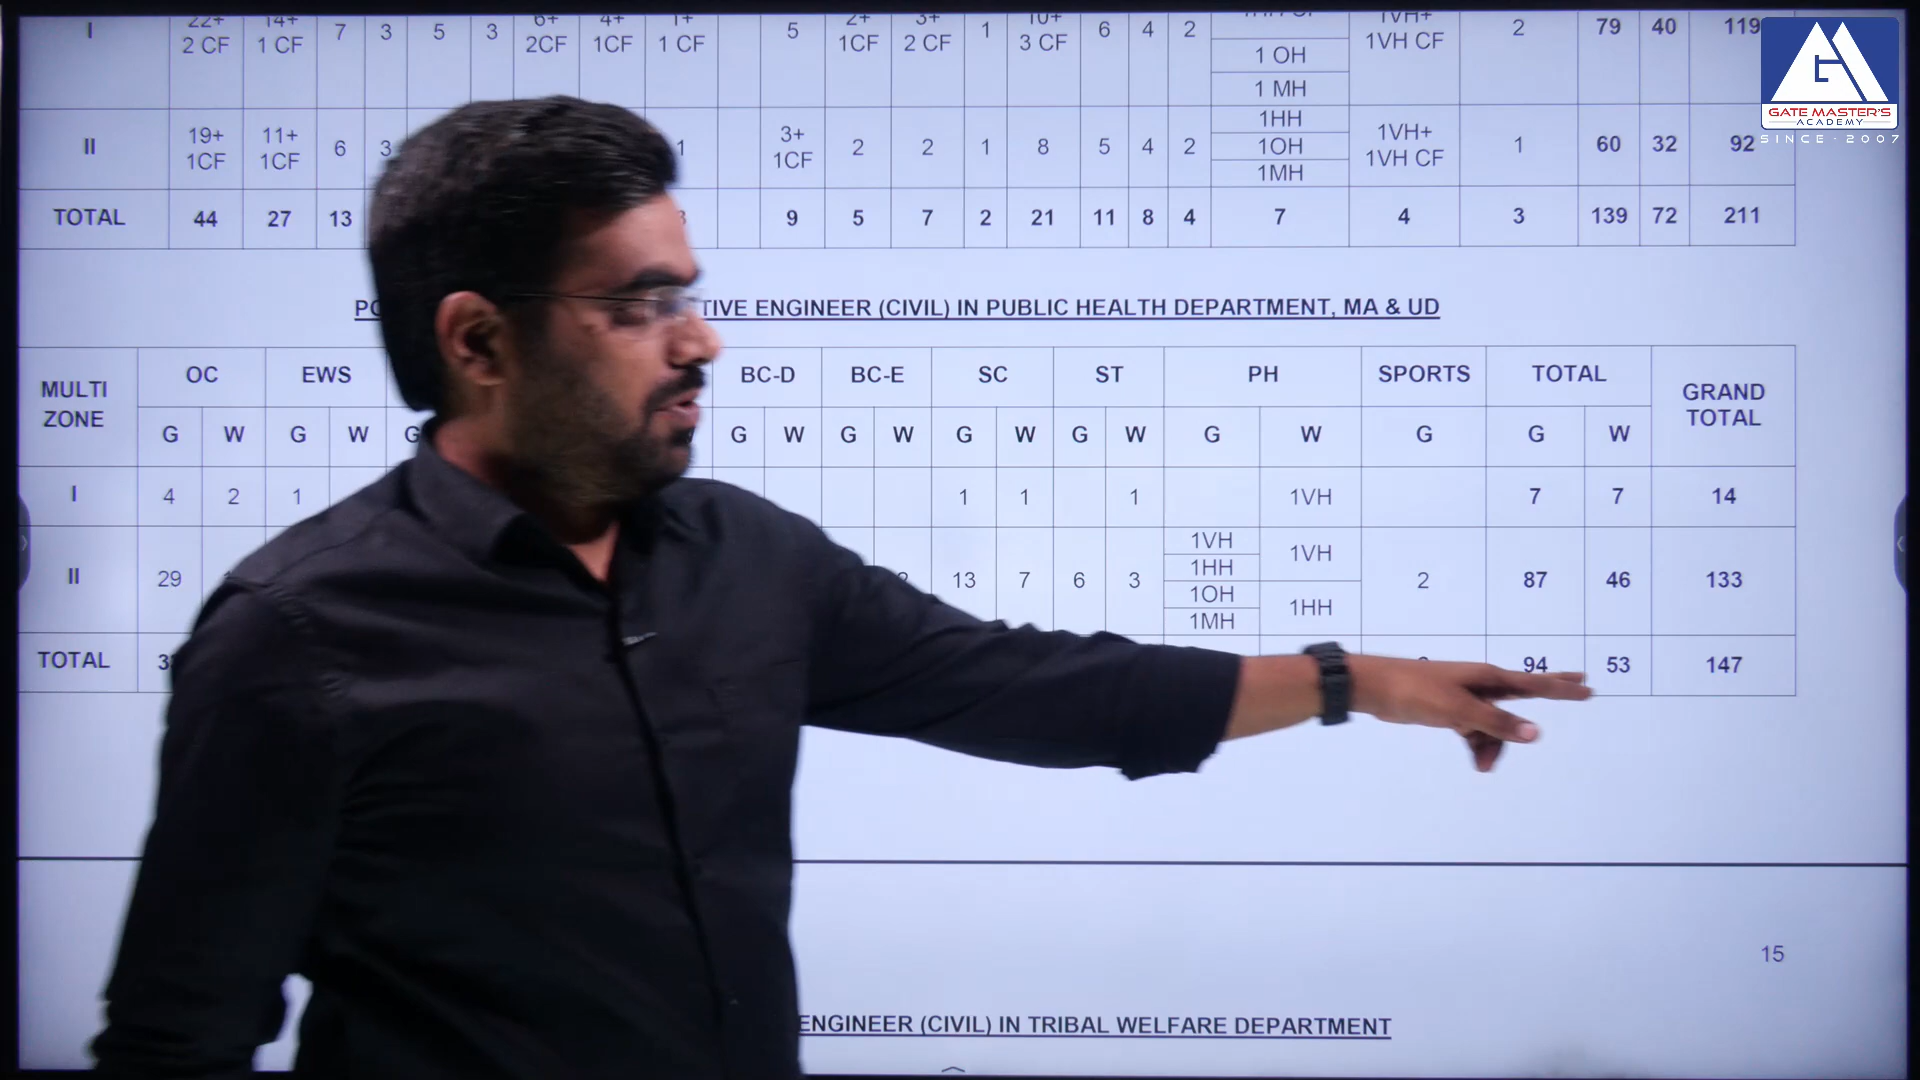 I 22+ 14+ 7 3 5 3 6+ 4+ 1+ 5 2+ 3+ 1 10+ 6 4 2 1VH+ 2 79 40 119
2 CF 1 CF 2CF 1CF 1 CF 1CF 2 CF 3 CF 1VH CF
1 OH
1 MH
II 19+ 11+ 6 3 1 3+ 2 2 1 8 5 4 2 1HH 1VH+ 1 60 32 92
1CF 1CF 1CF 1OH 1VH CF
1MH
TOTAL 44 27 13 9 5 7 2 21 11 8 4 7 4 3 139 72 211
GATE MASTER'S
ACADEMY
SINCE-2007
TIVE ENGINEER (CIVIL) IN PUBLIC HEALTH DEPARTMENT, MA & UD
MULTI ZONE OC EWS BC-D BC-E SC ST PH SPORTS TOTAL GRAND TOTAL
G W G W G G W G W G W G W G W G G W
I 4 2 1 1 1 1 1VH 7 7 14
II 29 13 7 6 3 1VH 1VH 2 87 46 133
1HH
1OH 1HH
1MH
TOTAL 94 53 147
15
ENGINEER (CIVIL) IN TRIBAL WELFARE DEPARTMENT